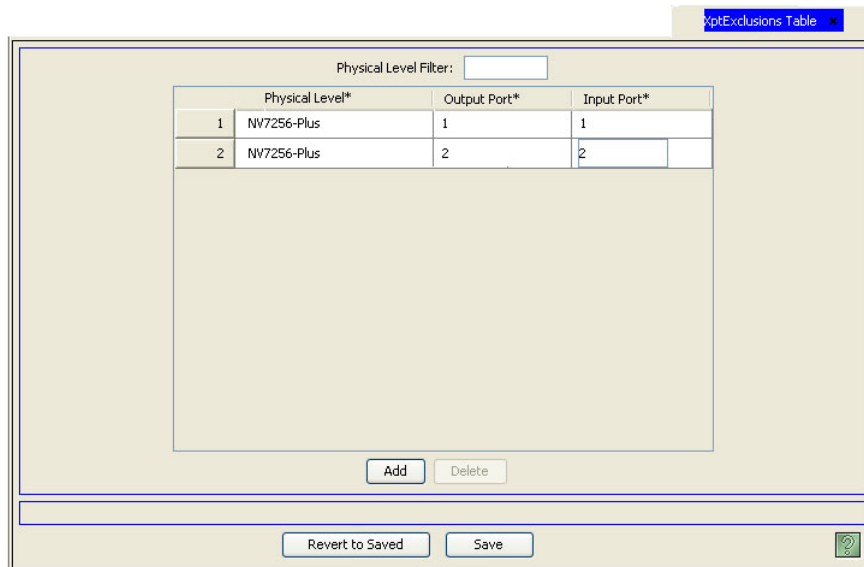 XptExclusions Table ×
Physical Level Filter:
Physical Level* Output Port* Input Port*
1 NV7256-Plus 1 1
2 NV7256-Plus 2 2
Add Delete
Revert to Saved Save ?